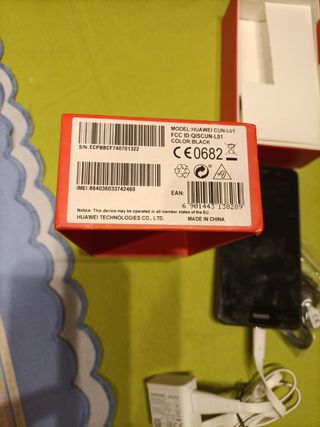 MODEL:HUAWEI CUN-L01
FCC ID:QISCUN-L01
COLOR:BLACK
S/N: ECPBBCF740701322
CE0682
IMEI:864036033742460
EAN:
6 901443 138289
Notice: This device may be operated in all member states of the EU
HUAWEI TECHNOLOGIES CO., LTD.
MADE IN CHINA